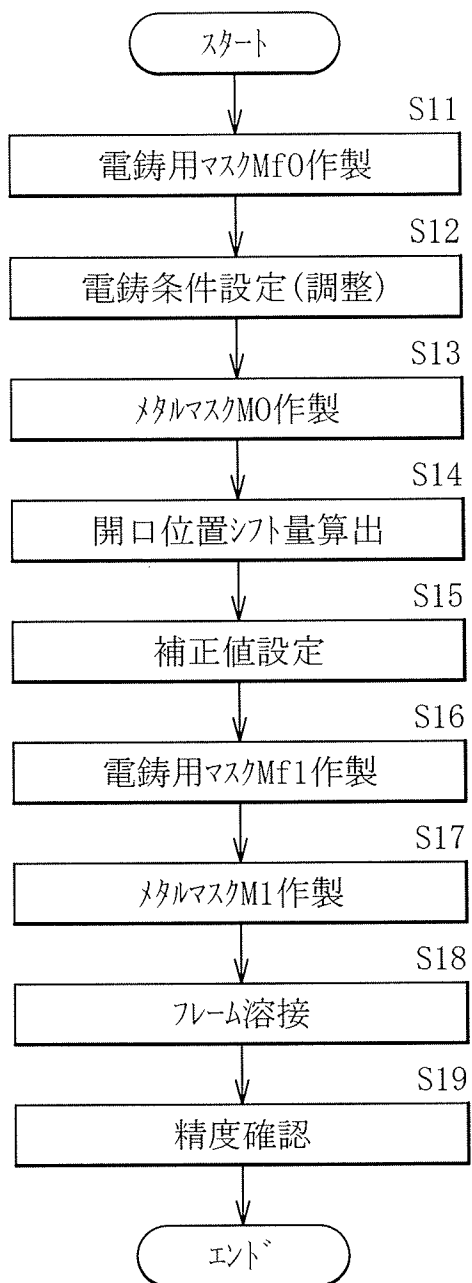 スタート
S11
電鋳用マスクMf0作製
S12
電鋳条件設定(調整)
S13
メタルマスクM0作製
S14
開口位置シフト量算出
S15
補正値設定
S16
電鋳用マスクMf1作製
S17
メタルマスクM1作製
S18
フレーム溶接
S19
精度確認
エンド